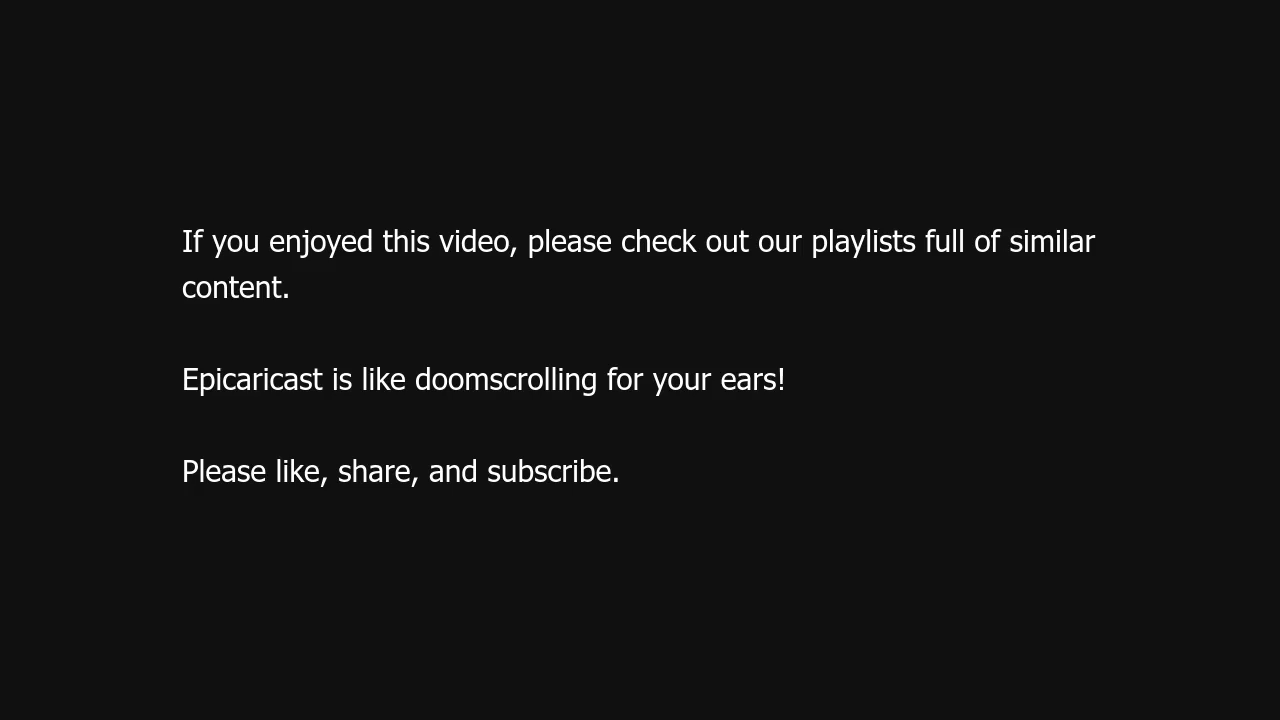 If you enjoyed this video, please check out our playlists full of similar
content.
Epicaricast is like doomscrolling for your ears!
Please like, share, and subscribe.